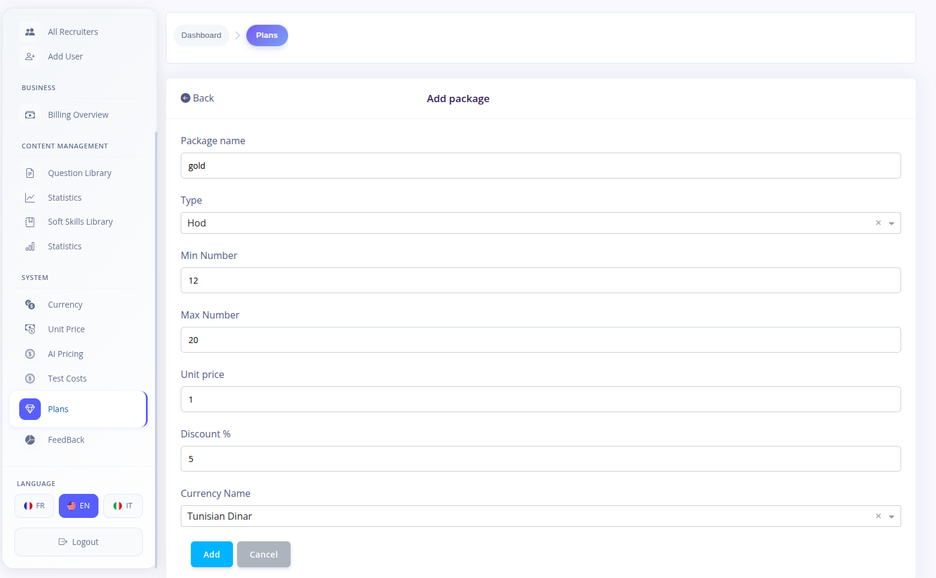 All Recruiters
Add User
BUSINESS
Billing Overview
CONTENT MANAGEMENT
Question Library
Statistics
Soft Skills Library
Statistics
SYSTEM
Currency
Unit Price
AI Pricing
Test Costs
Plans
FeedBack
LANGUAGE
FR EN IT
Logout
Dashboard Plans
Back Add package
Package name
gold
Type
Hod ×
Min Number
12
Max Number
20
Unit price
1
Discount %
5
Currency Name
Tunisian Dinar ×
Add Cancel